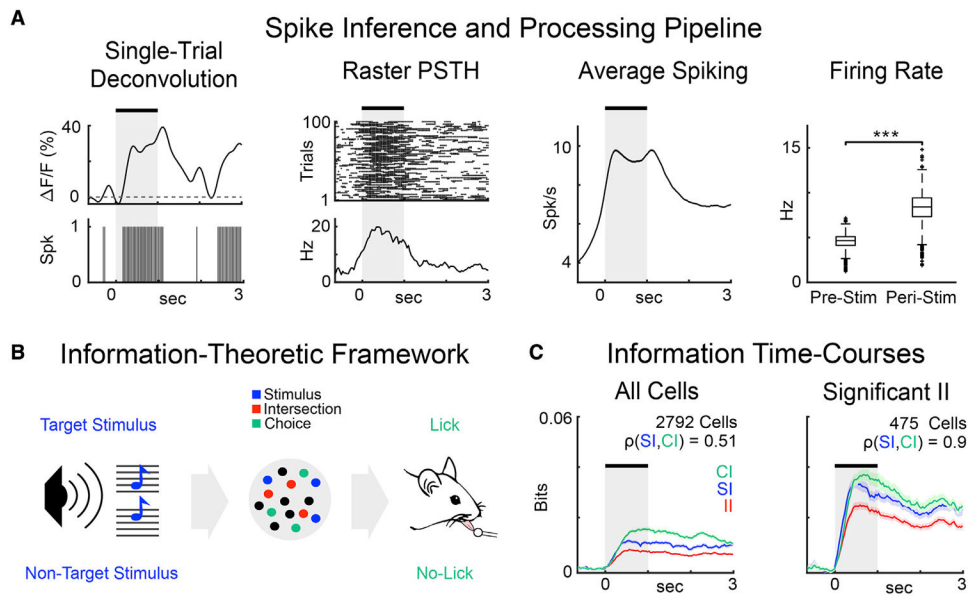 A
Spike Inference and Processing Pipeline
Single-Trial
Deconvolution
Raster PSTH
Average Spiking
Firing Rate
40
ΔF/F (%)
0
1
Spk
0
0
sec
3
100
Trials
1
20
Hz
0
0
sec
3
10
Spk/s
4
0
sec
3
***
15
Hz
0
Pre-Stim
Peri-Stim
B
Information-Theoretic Framework
Stimulus
Intersection
Choice
Target Stimulus
Lick
Non-Target Stimulus
No-Lick
C
Information Time-Courses
All Cells
Significant II
0.06
2792 Cells
ρ(SI,CI) = 0.51
CI
SI
II
Bits
0
0
sec
3
475 Cells
ρ(SI,CI) = 0.9
0
sec
3